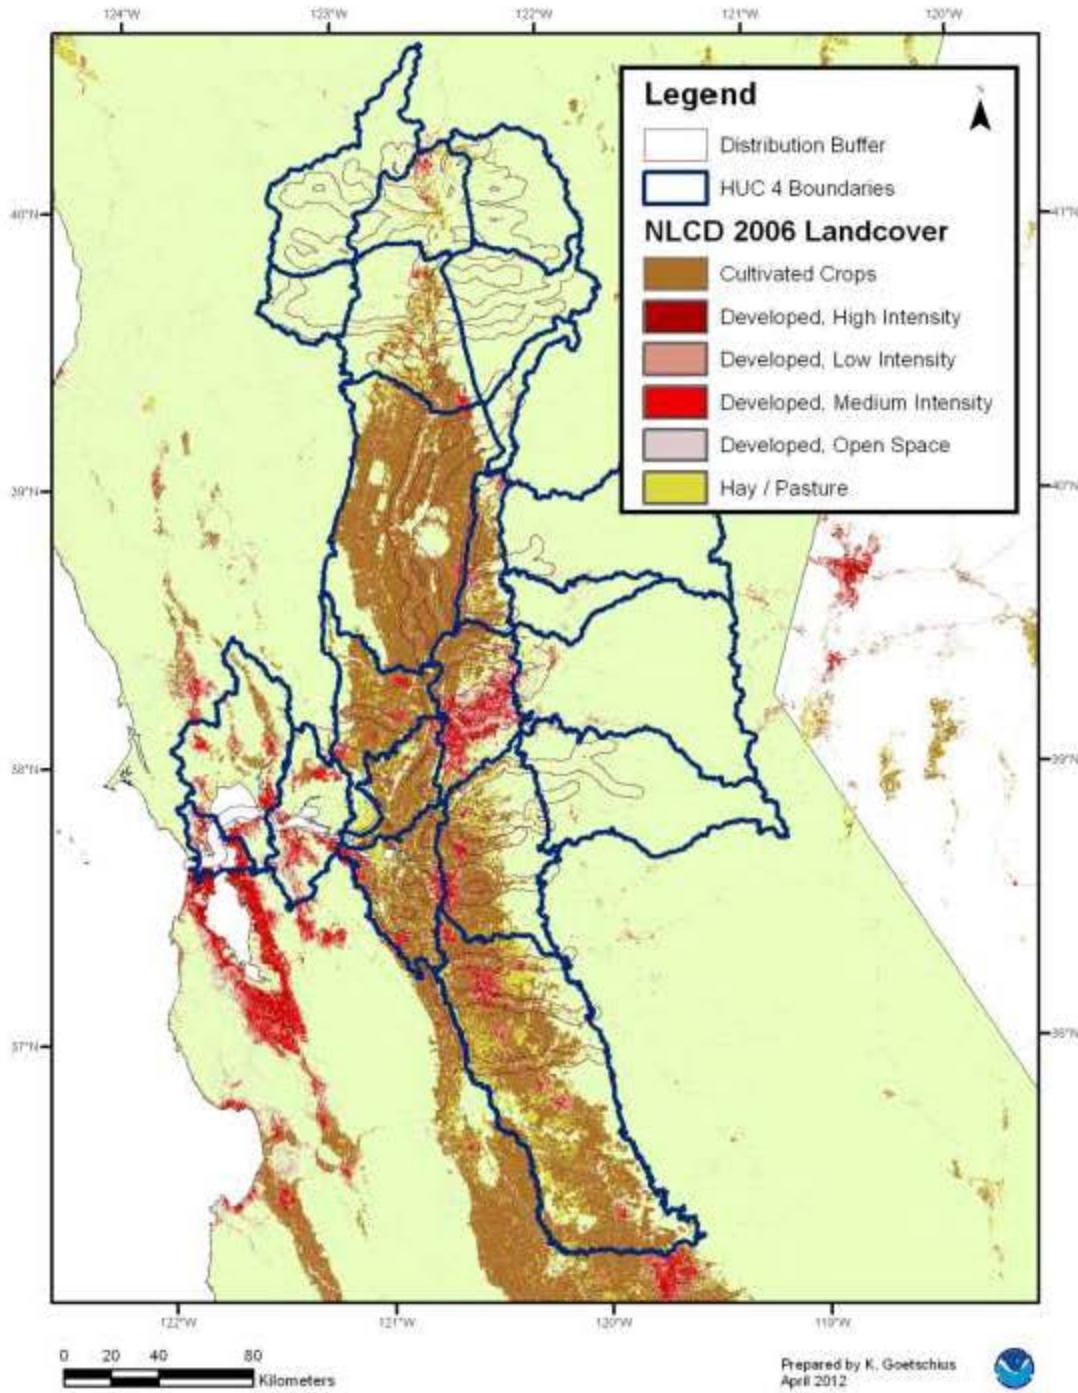 124°W 123°W 122°W 121°W 120°W
Legend
Distribution Buffer
HUC 4 Boundaries
NLCD 2006 Landcover
Cultivated Crops
Developed, High Intensity
Developed, Low Intensity
Developed, Medium Intensity
Developed, Open Space
Hay / Pasture
40°N
41°N
39°N
40°N
38°N
39°N
37°N
122°W 121°W 120°W 119°W
0 20 40 80
Kilometers
Prepared by K. Goetschius
April 2012